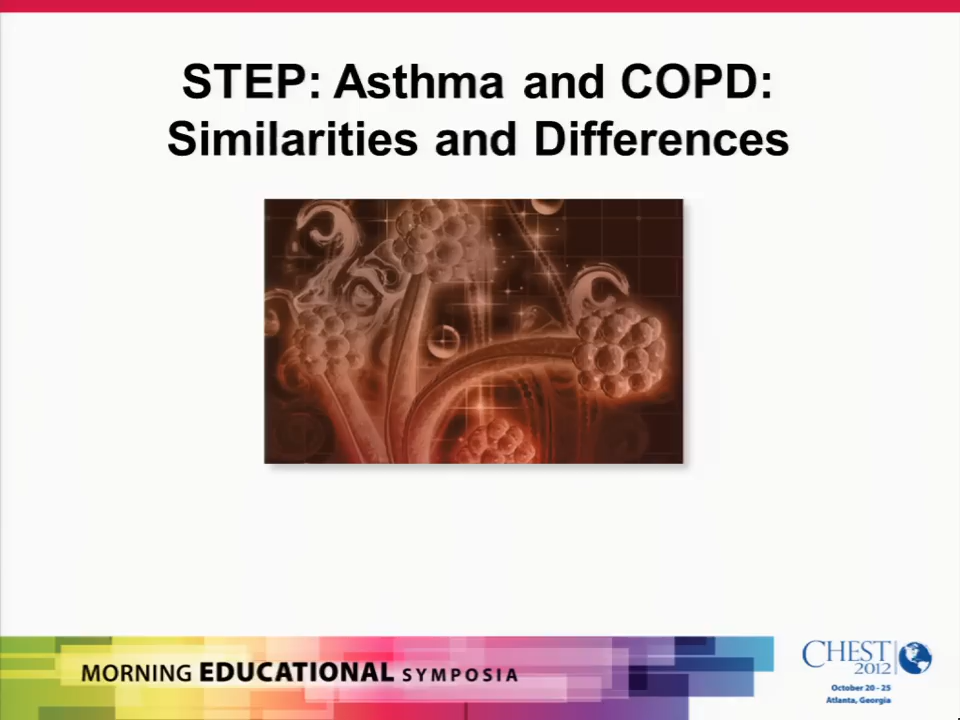 STEP: Asthma and COPD:
Similarities and Differences
MORNING EDUCATIONAL SYMPOSIA
CHEST
2012
October 20 - 25
Atlanta, Georgia